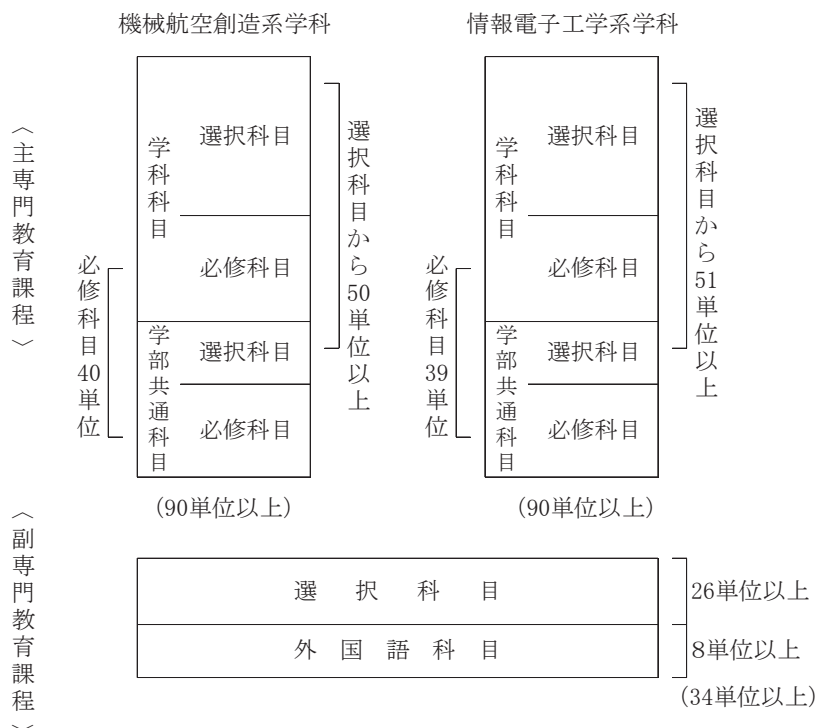 機械航空創造系学科
情報電子工学系学科
〈主専門教育課程〉
必修科目40単位
学科科目
選択科目
必修科目
学部共通科目
選択科目
必修科目
選択科目から50単位以上
(90単位以上)
必修科目39単位
学科科目
選択科目
必修科目
学部共通科目
選択科目
必修科目
選択科目から51単位以上
(90単位以上)
〈副専門教育課程〉
選択科目
26単位以上
外国語科目
8単位以上
(34単位以上)